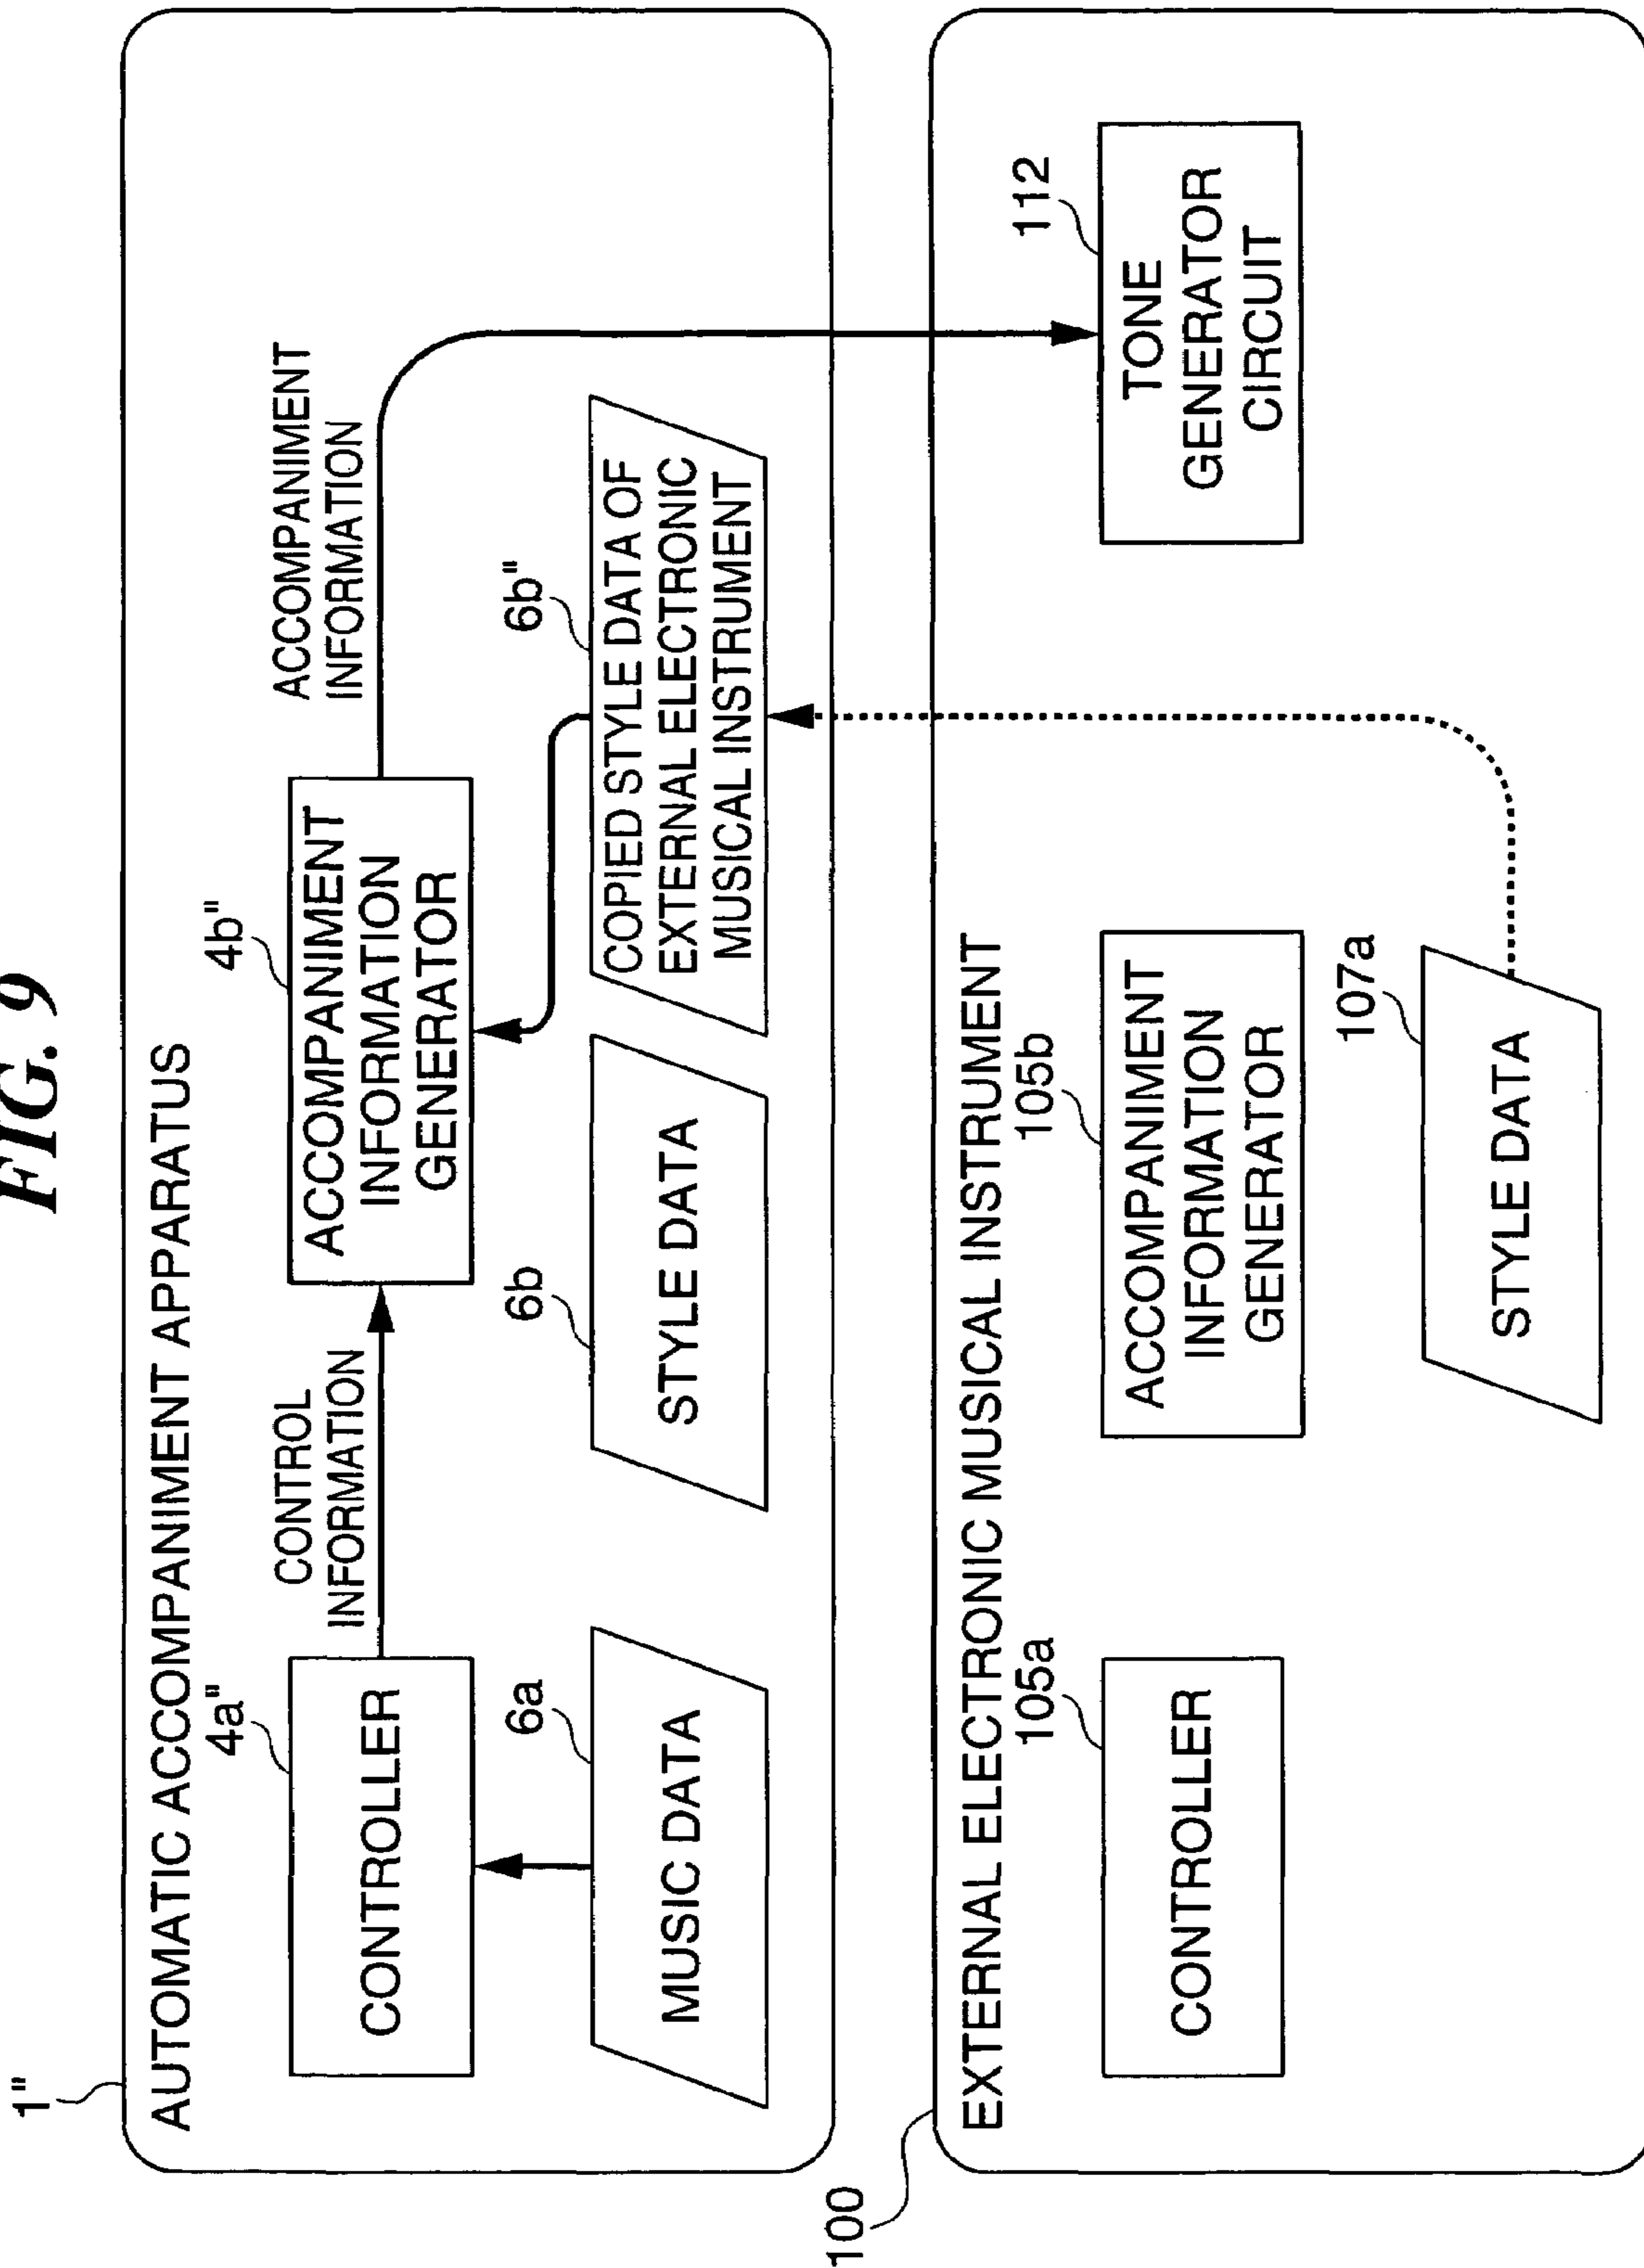 FIG. 9
1"
AUTOMATIC ACCOMPANIMENT APPARATUS
4a"
CONTROLLER
CONTROL
INFORMATION
4b"
ACCOMPANIMENT
INFORMATION
GENERATOR
ACCOMPANIMENT
INFORMATION
6a
MUSIC DATA
6b
STYLE DATA
6b"
COPIED STYLE DATA OF
EXTERNAL ELECTRONIC
MUSICAL INSTRUMENT
100
EXTERNAL ELECTRONIC MUSICAL INSTRUMENT
105a
CONTROLLER
105b
ACCOMPANIMENT
INFORMATION
GENERATOR
112
TONE
GENERATOR
CIRCUIT
107a
STYLE DATA